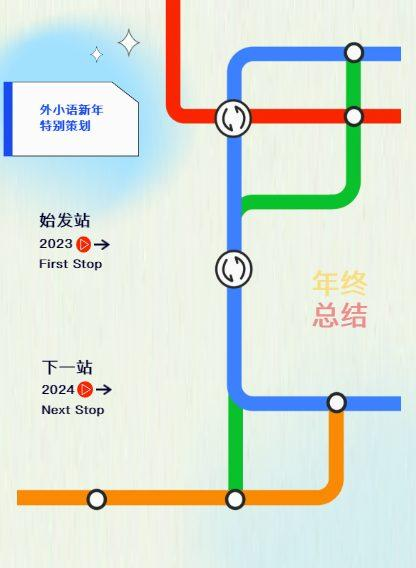 外小语新年
特别策划
始发站
2023
First Stop
年终
总结
下一站
2024
Next Stop